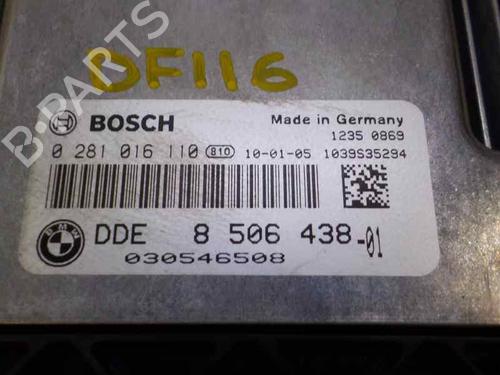 DF116
B-PARTS
BOSCH
Made in Germany
1235 0869
0 281 016 110 810 10-01-05 1039S35294
BMW
DDE 8 506 438-01
030546508